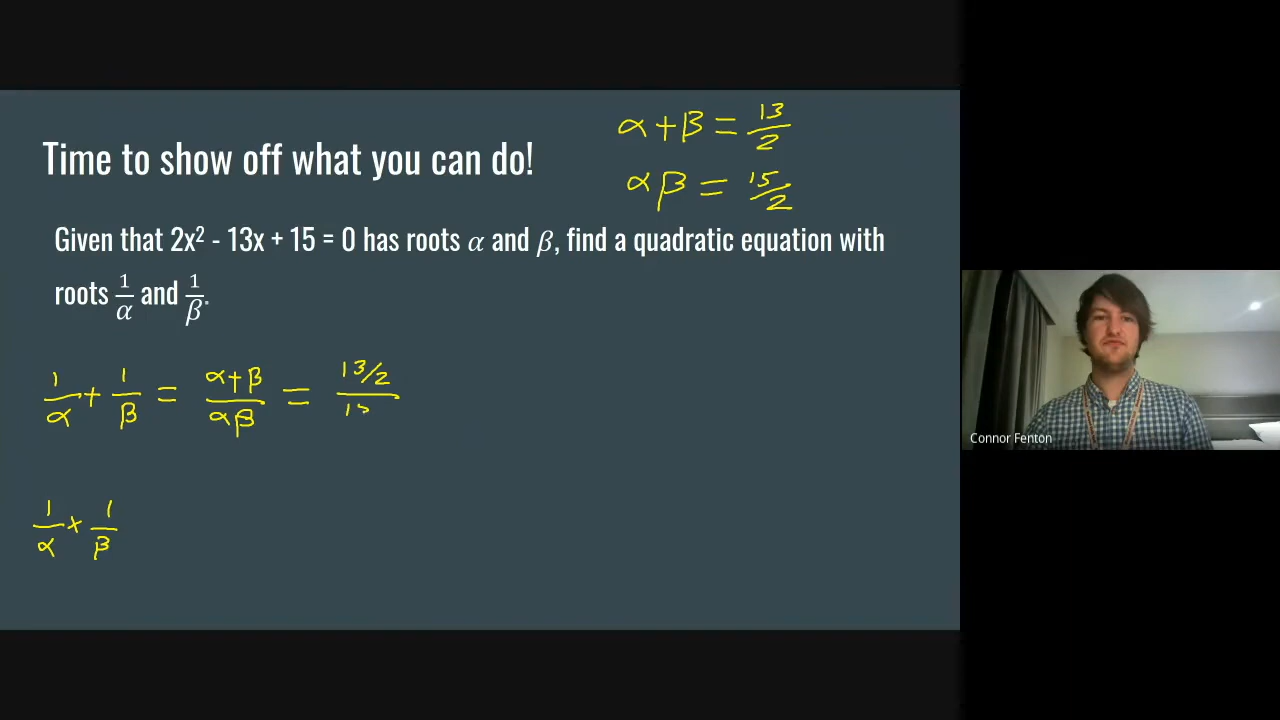 α + β = 13/2
Time to show off what you can do!
αβ = 15/2
Given that 2x² - 13x + 15 = 0 has roots α and β, find a quadratic equation with
roots 1/α and 1/β.
1/α + 1/β = α+β/αβ = 13/2/15
1/α × 1/β
Connor Fenton